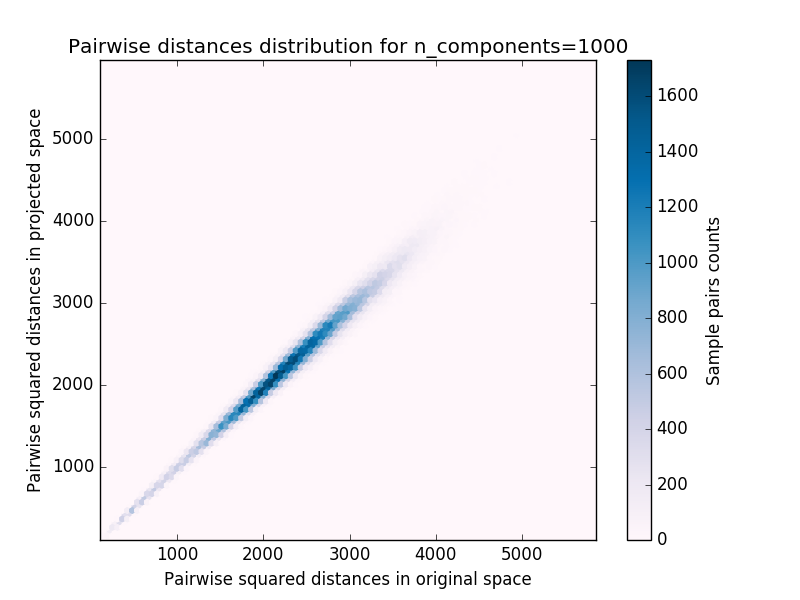 Pairwise distances distribution for n_components=1000
Pairwise squared distances in projected space
5000
4000
3000
2000
1000
1000 2000 3000 4000 5000
Pairwise squared distances in original space
1600
1400
1200
1000
800
600
400
200
0
Sample pairs counts